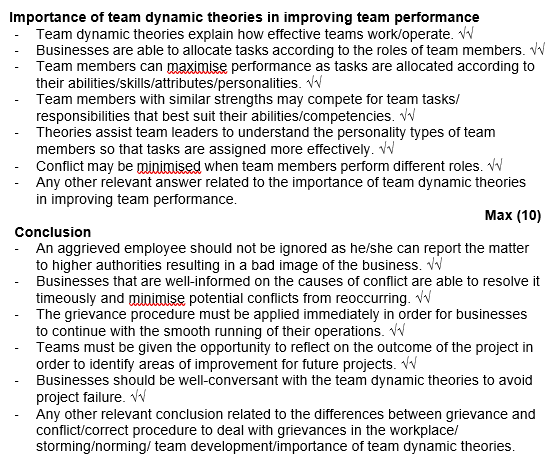 Importance of team dynamic theories in improving team performance
- Team dynamic theories explain how effective teams work/operate. √√
- Businesses are able to allocate tasks according to the roles of team members. √√
- Team members can maximise performance as tasks are allocated according to
their abilities/skills/attributes/personalities. √√
- Team members with similar strengths may compete for team tasks/
responsibilities that best suit their abilities/competencies. √√
- Theories assist team leaders to understand the personality types of team
members so that tasks are assigned more effectively. √√
- Conflict may be minimised when team members perform different roles. √√
- Any other relevant answer related to the importance of team dynamic theories
in improving team performance.
Max (10)
Conclusion
- An aggrieved employee should not be ignored as he/she can report the matter
to higher authorities resulting in a bad image of the business. √√
- Businesses that are well-informed on the causes of conflict are able to resolve it
timeously and minimise potential conflicts from reoccurring. √√
- The grievance procedure must be applied immediately in order for businesses
to continue with the smooth running of their operations. √√
- Teams must be given the opportunity to reflect on the outcome of the project in
order to identify areas of improvement for future projects. √√
- Businesses should be well-conversant with the team dynamic theories to avoid
project failure. √√
- Any other relevant conclusion related to the differences between grievance and
conflict/correct procedure to deal with grievances in the workplace/
storming/norming/ team development/importance of team dynamic theories.